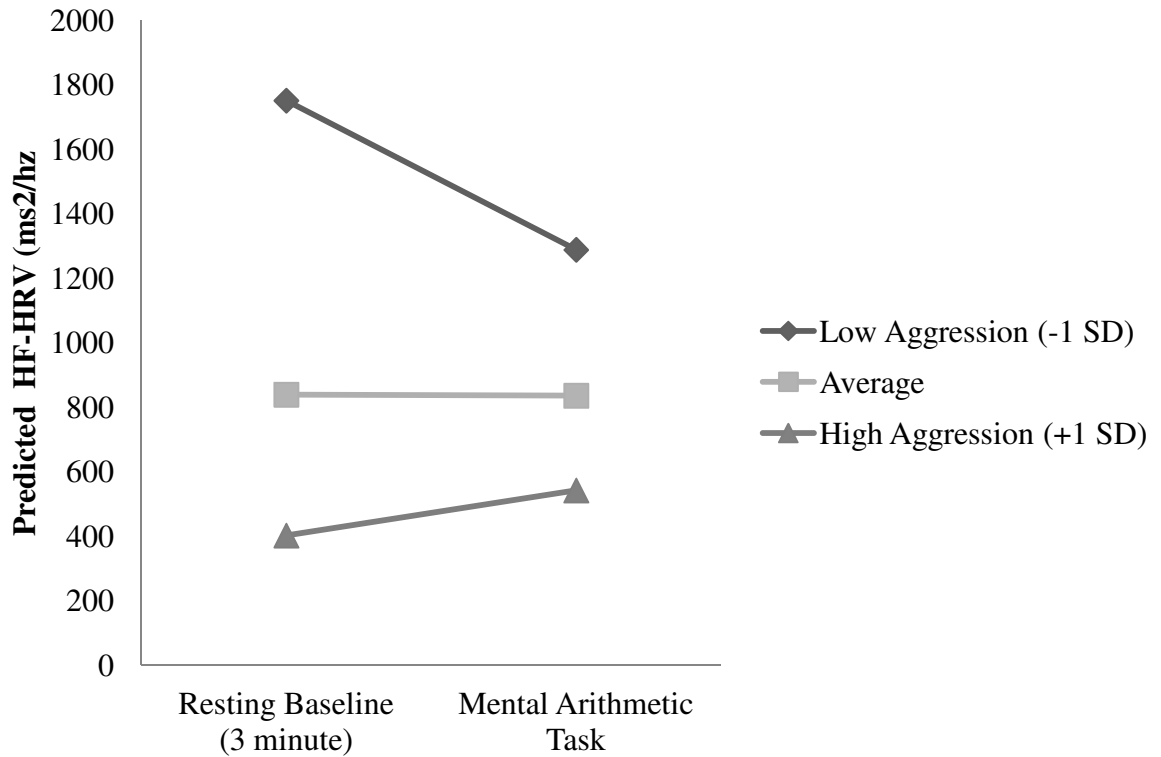 2000
1800
1600
1400
1200
1000
800
600
400
200
0
Predicted HF-HRV (ms2/hz
Resting Baseline
(3 minute)
Mental Arithmetic
Task
Low Aggression (-1 SD)
Average
High Aggression (+1 SD)